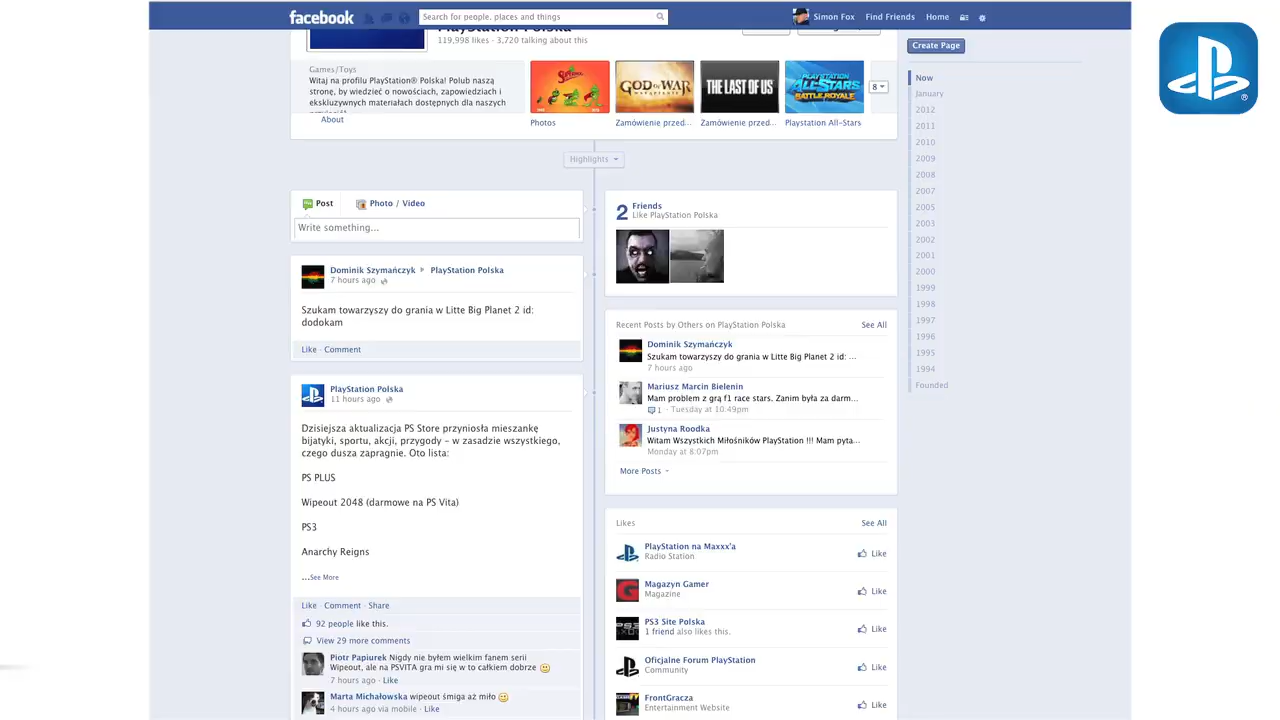 facebook
Search for people, places and things
Simon Fox
Find Friends
Home
PlayStation Polska
119,998 likes · 3,720 talking about this
Create Page
Games/Toys
Witaj na profilu PlayStation® Polska! Polub naszą
stronę, by wiedzieć o nowościach, zapowiedziach i
ekskluzywnych materiałach dostępnych dla naszych
About
Photos
GOD OF WAR
Zamówienie przed...
THE LAST OF US
Zamówienie przed...
PLAYSTATION
ALL-STARS
BATTLE ROYALE
Playstation All-Stars
8
Highlights
Now
January
2012
2011
2010
2009
2008
2007
2005
2003
2002
2001
2000
1999
1998
1997
1996
1995
1994
Founded
Post
Photo / Video
Write something...
Dominik Szymańczyk
PlayStation Polska
7 hours ago
Szukam towarzyszy do grania w Litte Big Planet 2 id:
dodokam
Like · Comment
PlayStation Polska
11 hours ago
Dzisiejsza aktualizacja PS Store przyniosła mieszankę
bijatyki, sportu, akcji, przygody – w zasadzie wszystkiego,
czego dusza zapragnie. Oto lista:
PS PLUS
Wipeout 2048 (darmowe na PS Vita)
PS3
Anarchy Reigns
...See More
Like · Comment · Share
92 people like this.
View 29 more comments
Piotr Papiurek Nigdy nie byłem wielkim fanem serii
Wipeout, ale na PSVITA gra mi się w to całkiem dobrze
7 hours ago · Like
Marta Michałowska wipeout śmiga aż miło
4 hours ago via mobile · Like
2 Friends
Like PlayStation Polska
Recent Posts by Others on PlayStation Polska
See All
Dominik Szymańczyk
Szukam towarzyszy do grania w Litte Big Planet 2 id: ...
7 hours ago
Mariusz Marcin Bielenin
Mam problem z grą f1 race stars. Zanim była za darm...
1 · Tuesday at 10:49pm
Justyna Roodka
Witam Wszystkich Miłośników PlayStation !!! Mam pyta...
Monday at 8:07pm
More Posts
Likes
See All
PlayStation na Maxxx'a
Radio Station
Like
Magazyn Gamer
Magazine
Like
PS3 Site Polska
1 friend also likes this.
Like
Oficjalne Forum PlayStation
Community
Like
FrontGracza
Entertainment Website
Like